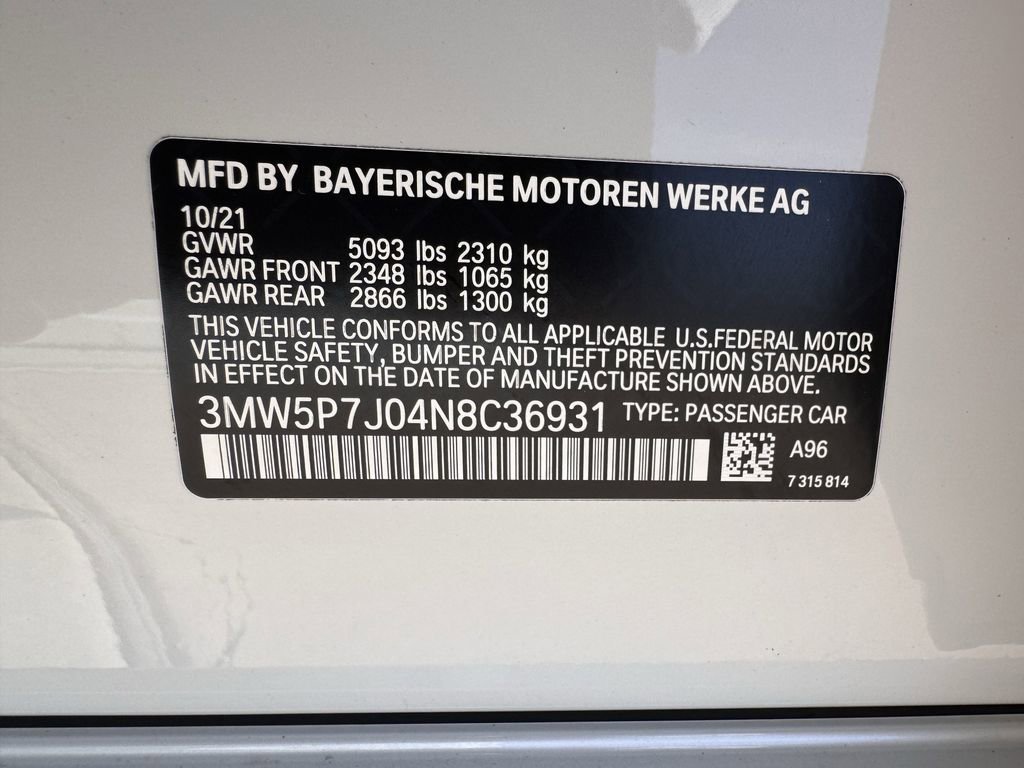 MFD BY BAYERISCHE MOTOREN WERKE AG
10/21
GVWR 5093 lbs 2310 kg
GAWR FRONT 2348 lbs 1065 kg
GAWR REAR 2866 lbs 1300 kg
THIS VEHICLE CONFORMS TO ALL APPLICABLE U.S.FEDERAL MOTOR
VEHICLE SAFETY, BUMPER AND THEFT PREVENTION STANDARDS
IN EFFECT ON THE DATE OF MANUFACTURE SHOWN ABOVE.
3MW5P7J04N8C36931 TYPE: PASSENGER CAR
A96
7 315 814